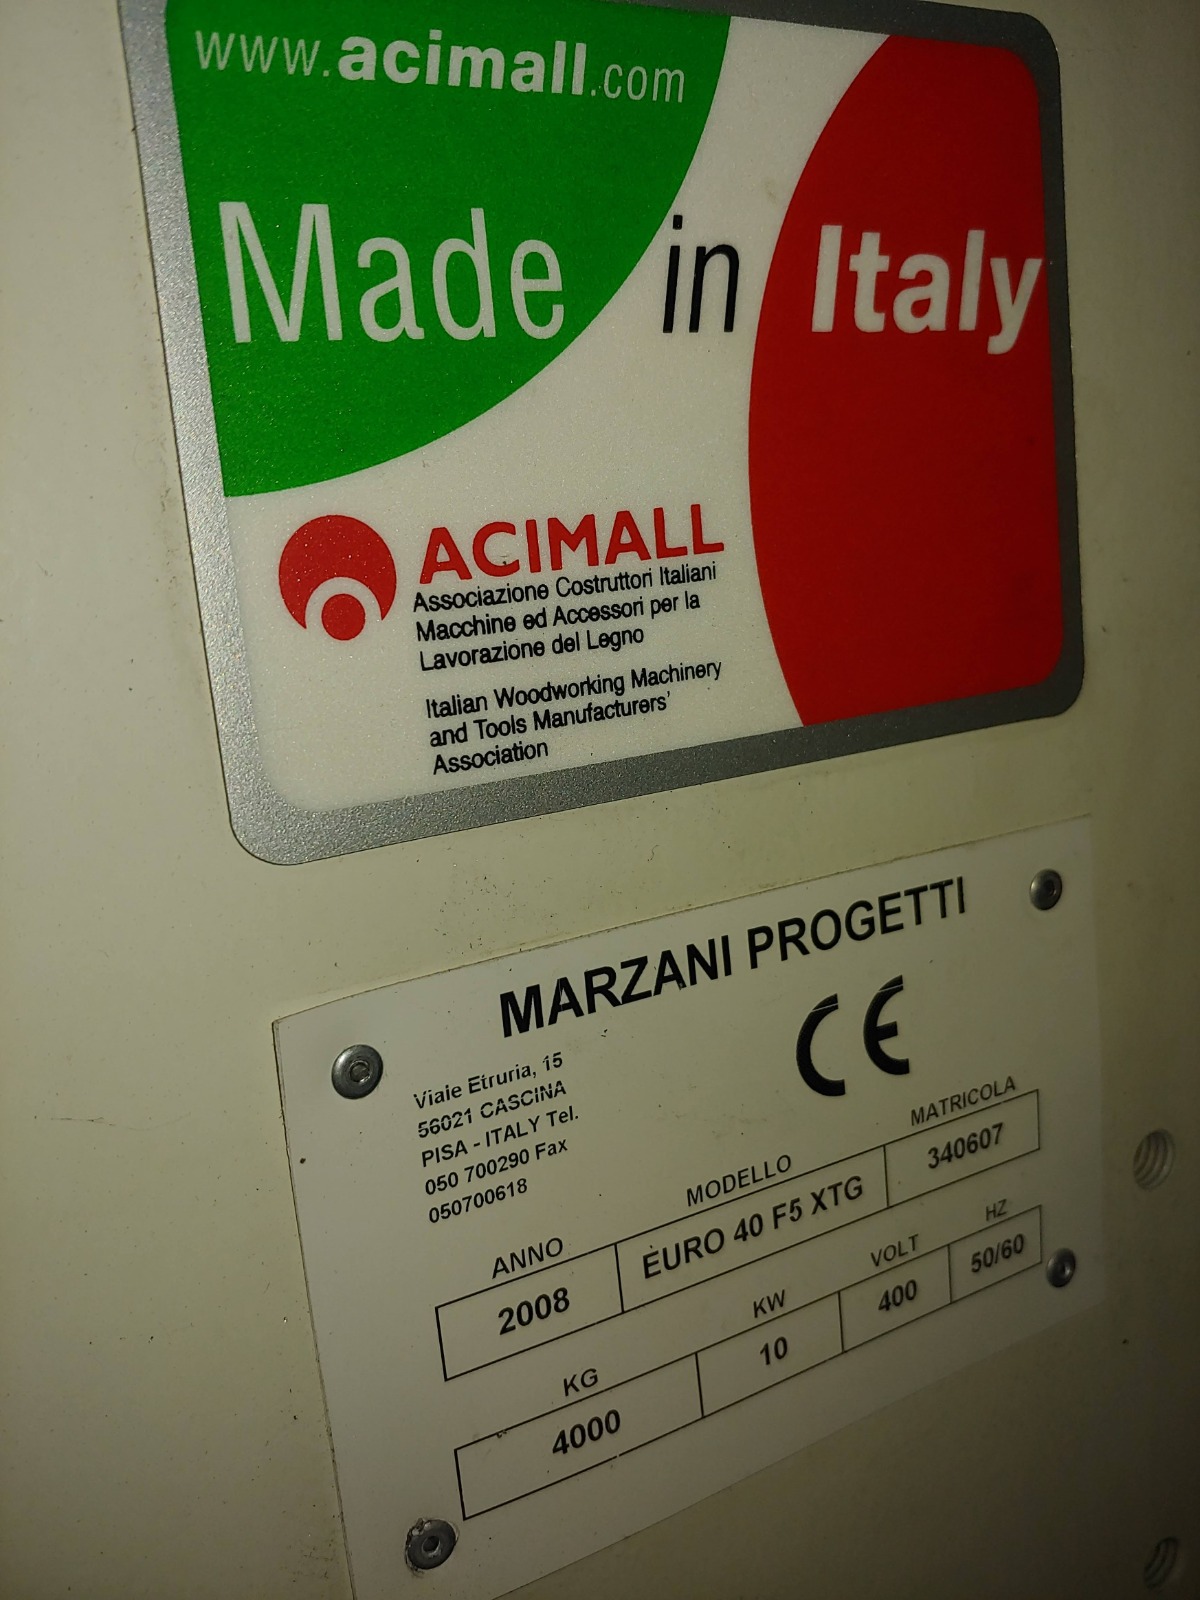 www.acimall.com
Made in Italy
ACIMALL
Associazione Costruttori Italiani
Macchine ed Accessori per la
Lavorazione del Legno
Italian Woodworking Machinery
and Tools Manufacturers'
Association
MARZANI PROGETTI
CE
Viale Etruria, 15
56021 CASCINA
PISA - ITALY Tel.
050 700290 Fax
050700618
ANNO MODELLO MATRICOLA
2008 EURO 40 F5 XTG 340607
KG KW VOLT HZ
4000 10 400 50/60